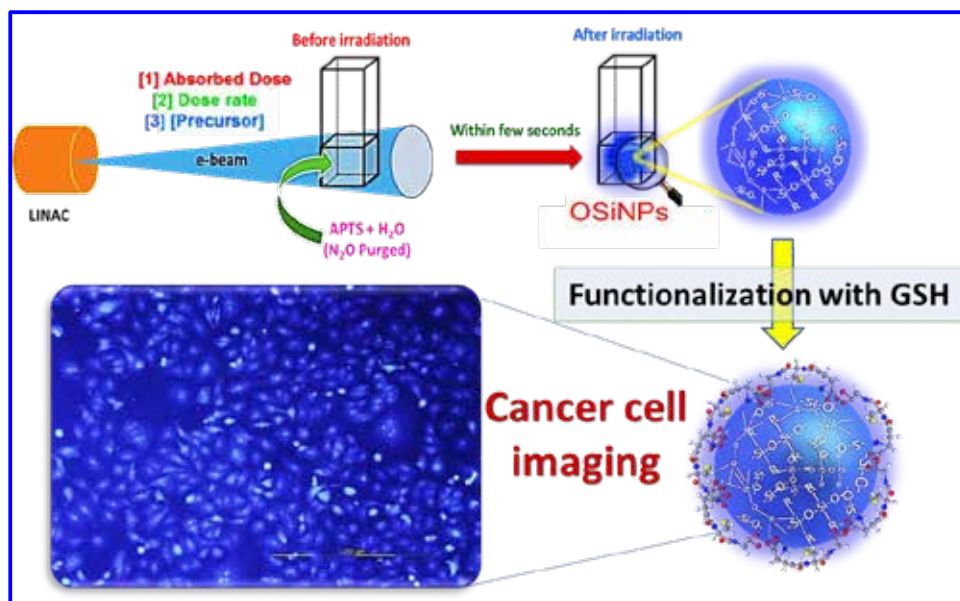 Before irradiation
After irradiation
[1] Absorbed Dose
[2] Dose rate
[3] [Precursor]
Within few seconds
e-beam
LINAC
OSiNPs
APTS + H₂O
(N₂O Purged)
Functionalization with GSH
Cancer cell
imaging